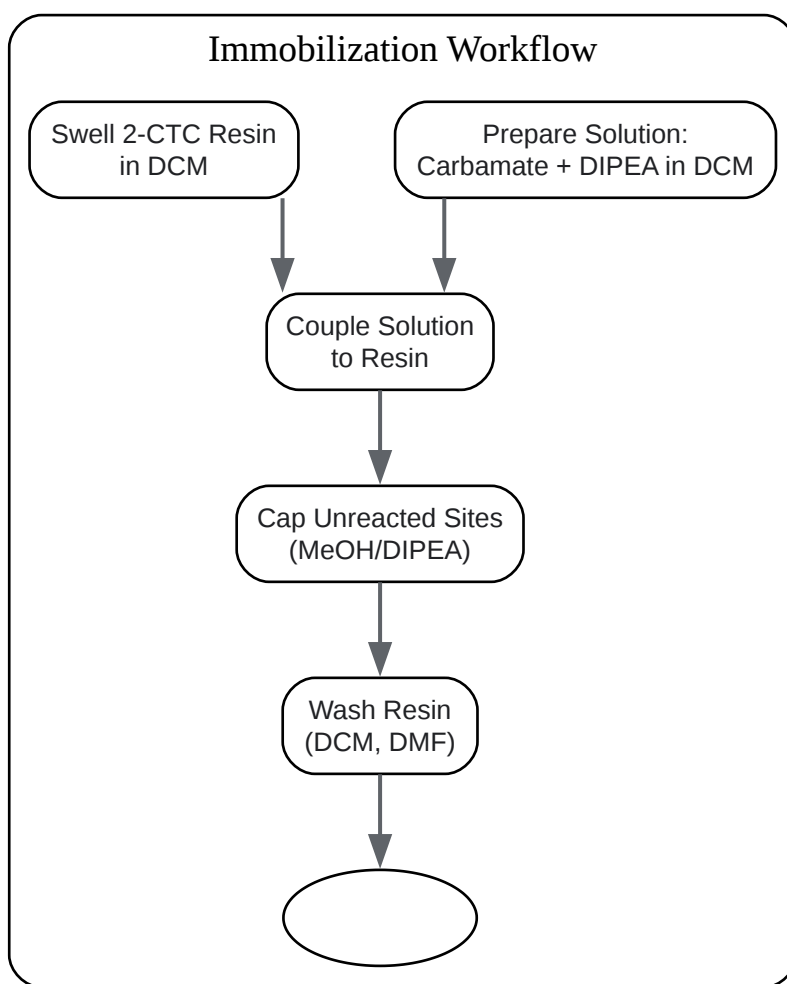 Immobilization Workflow
Swell 2-CTC Resin
in DCM
Prepare Solution:
Carbamate + DIPEA in DCM
Couple Solution
to Resin
Cap Unreacted Sites
(MeOH/DIPEA)
Wash Resin
(DCM, DMF)